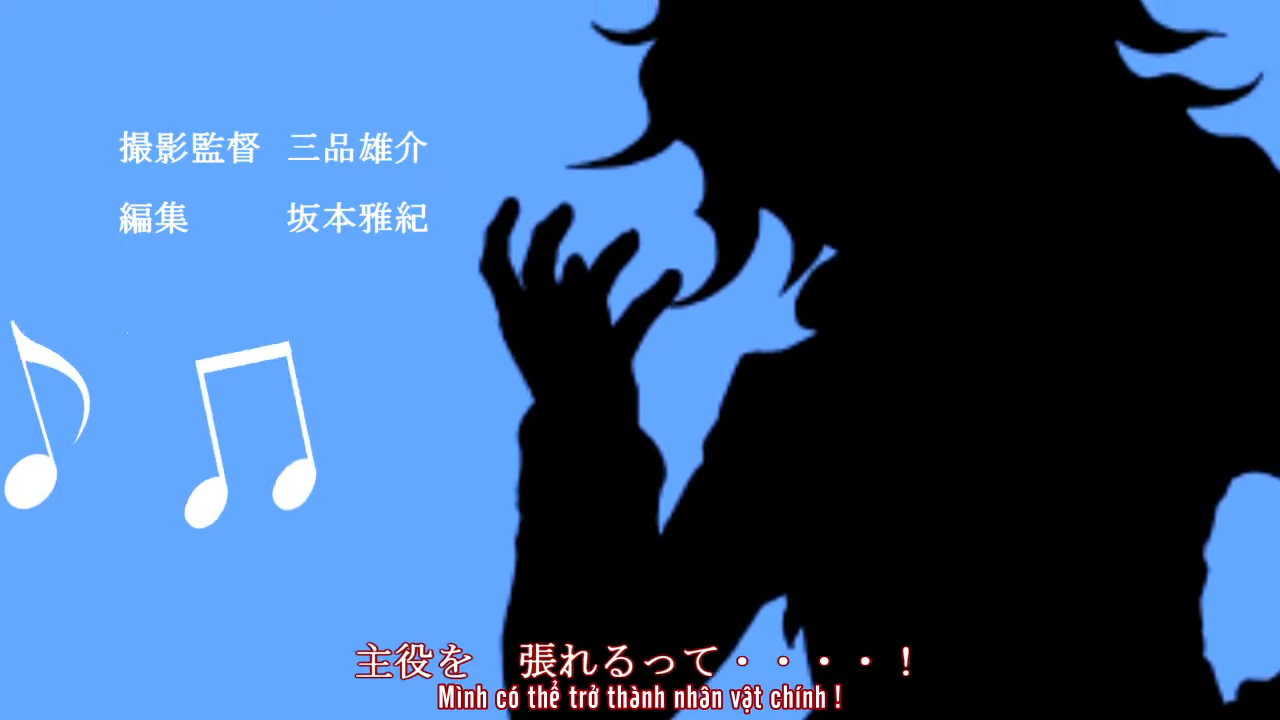 撮影監督 三品雄介
編集 坂本雅紀
主役を 張れるって・・・・！
Mình có thể trở thành nhân vật chính !